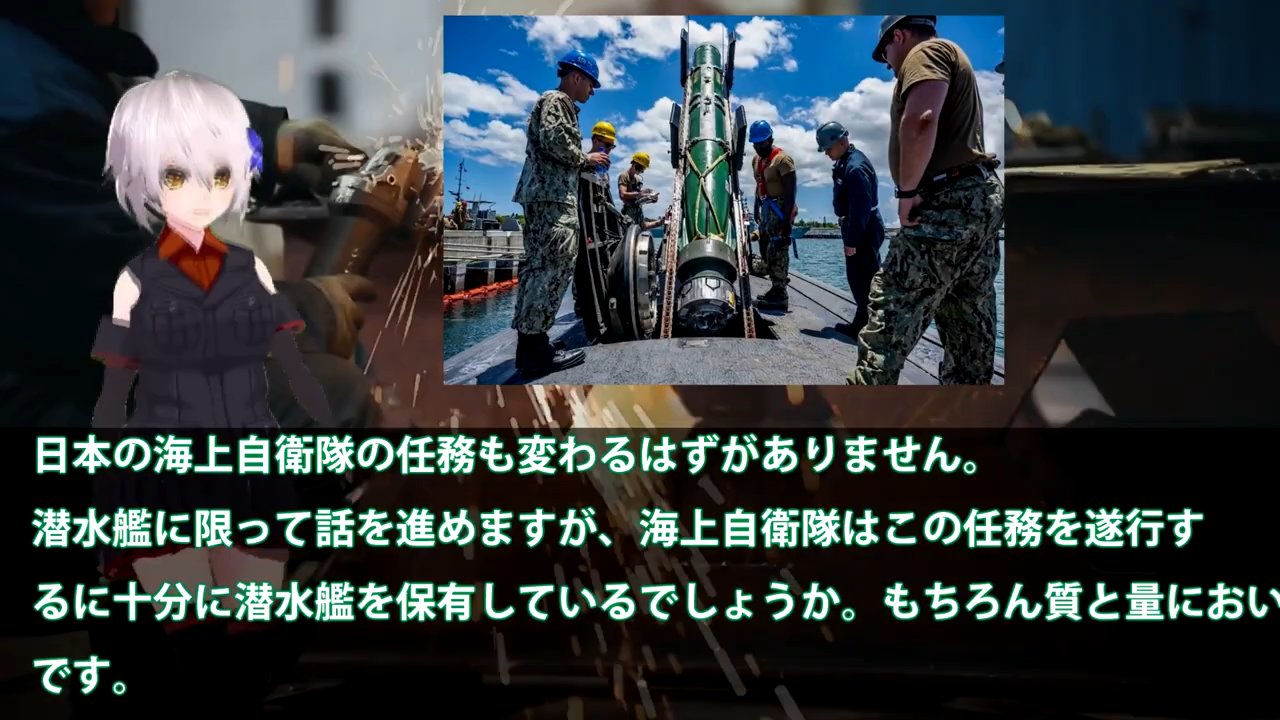 日本の海上自衛隊の任務も変わるはずがありません。
潜水艦に限って話を進めますが、海上自衛隊はこの任務を遂行す
るに十分に潜水艦を保有しているでしょうか。もちろん質と量におい
です。